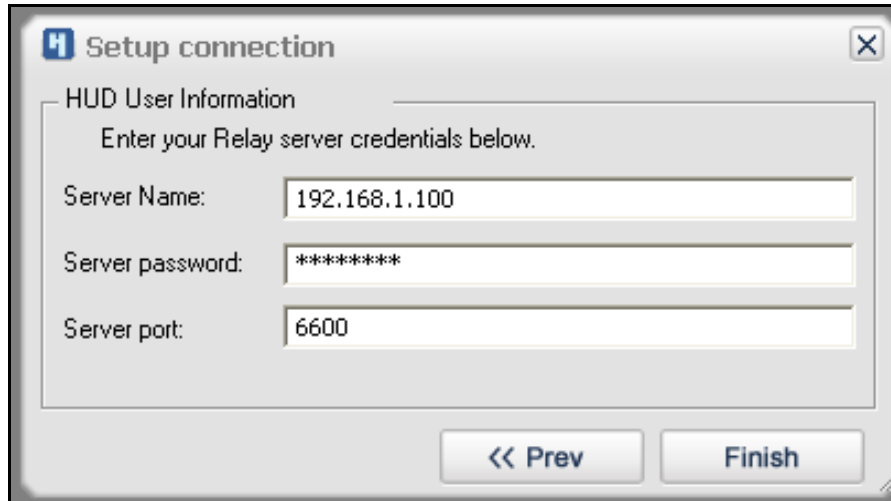 Setup connection
HUD User Information
Enter your Relay server credentials below.
Server Name: 192.168.1.100
Server password: ********
Server port: 6600
<< Prev Finish